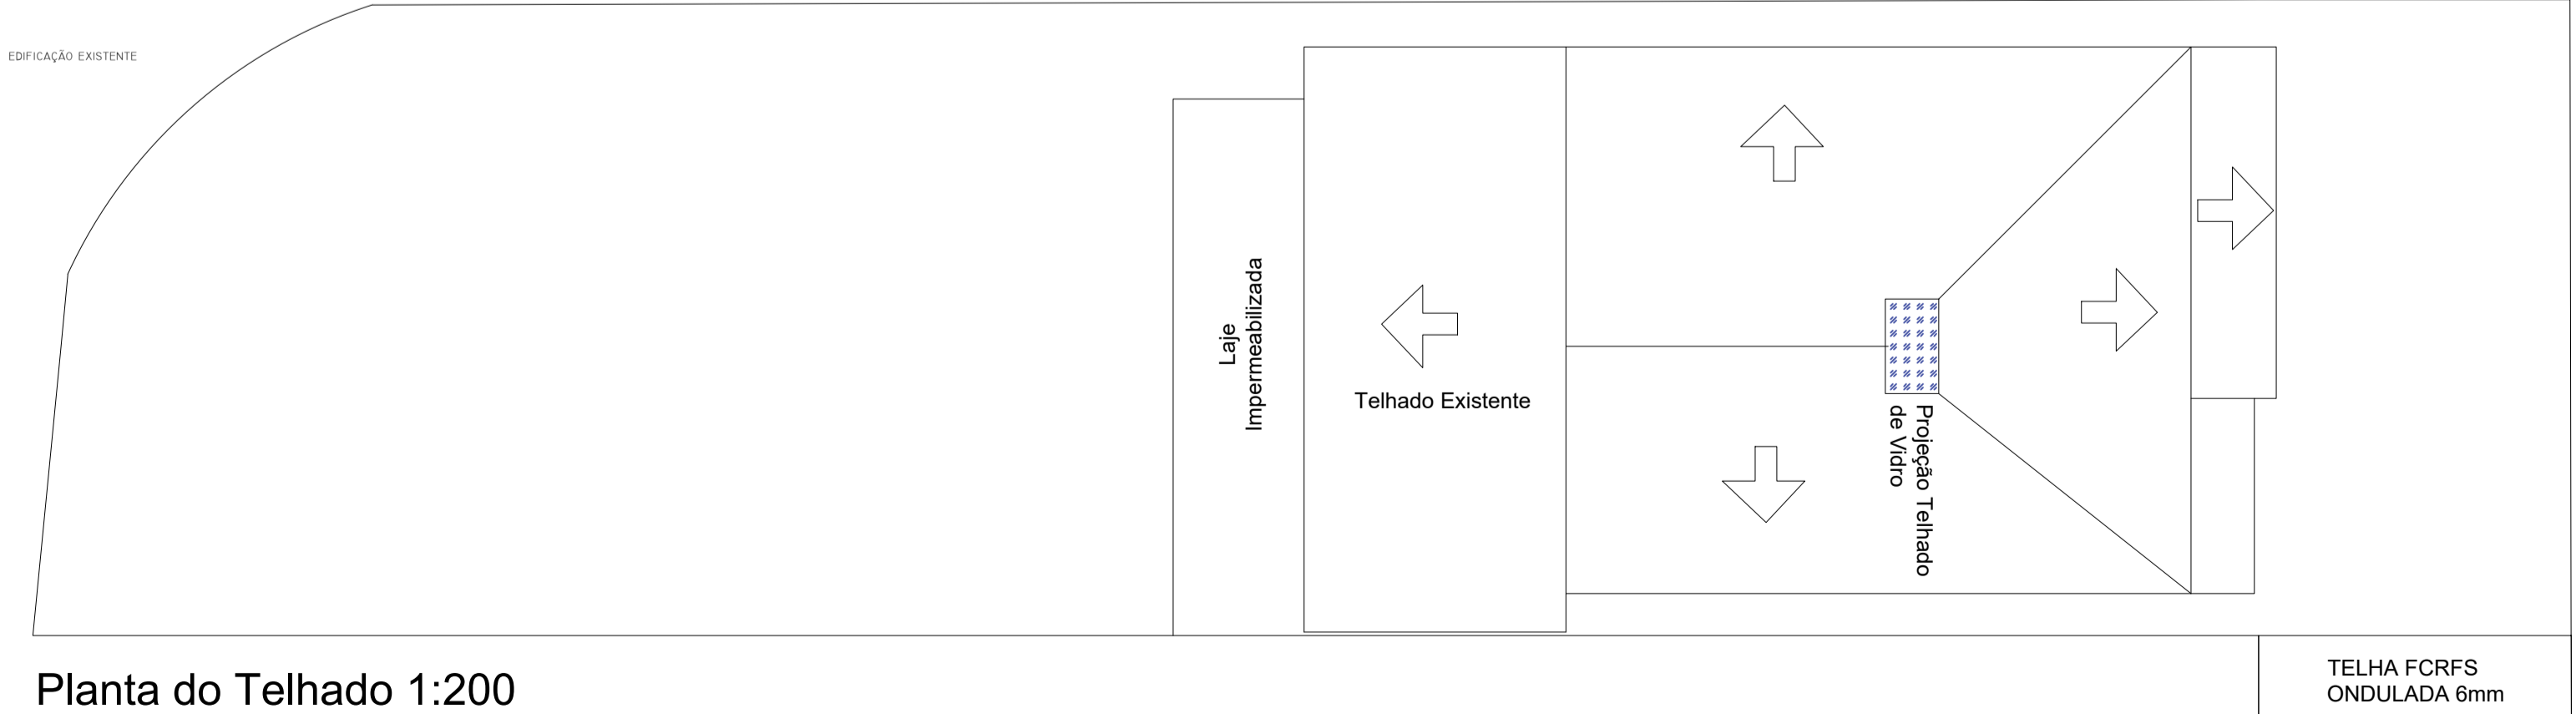 EDIFICAÇÃO EXISTENTE
Laje
Impermeabilizada
Telhado Existente
Projeção Telhado
de Vidro
Planta do Telhado 1:200
TELHA FCRFS
ONDULADA 6mm